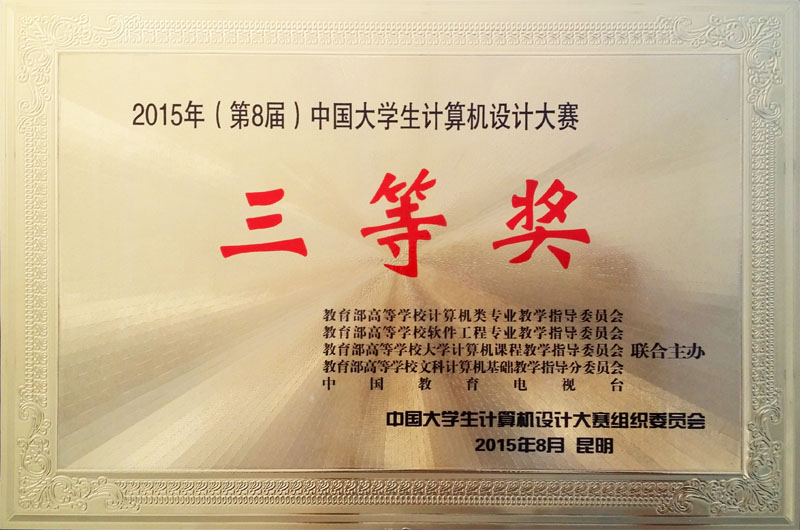 2015年（第8届）中国大学生计算机设计大赛
三等奖
教育部高等学校计算机类专业教学指导委员会
教育部高等学校软件工程专业教学指导委员会
教育部高等学校大学计算机课程教学指导委员会 联合主办
教育部高等学校文科计算机基础教学指导分委员会
中国教育电视台
中国大学生计算机设计大赛组织委员会
2015年8月 昆明